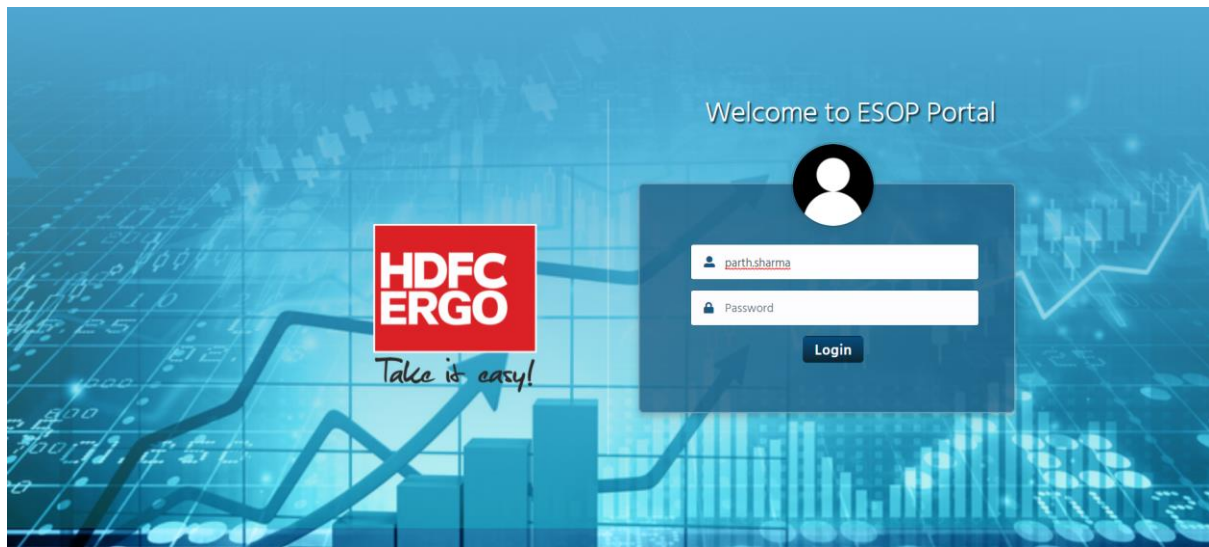 Welcome to ESOP Portal
HDFC
ERGO
Take it easy!
parth.sharma
Password
Login